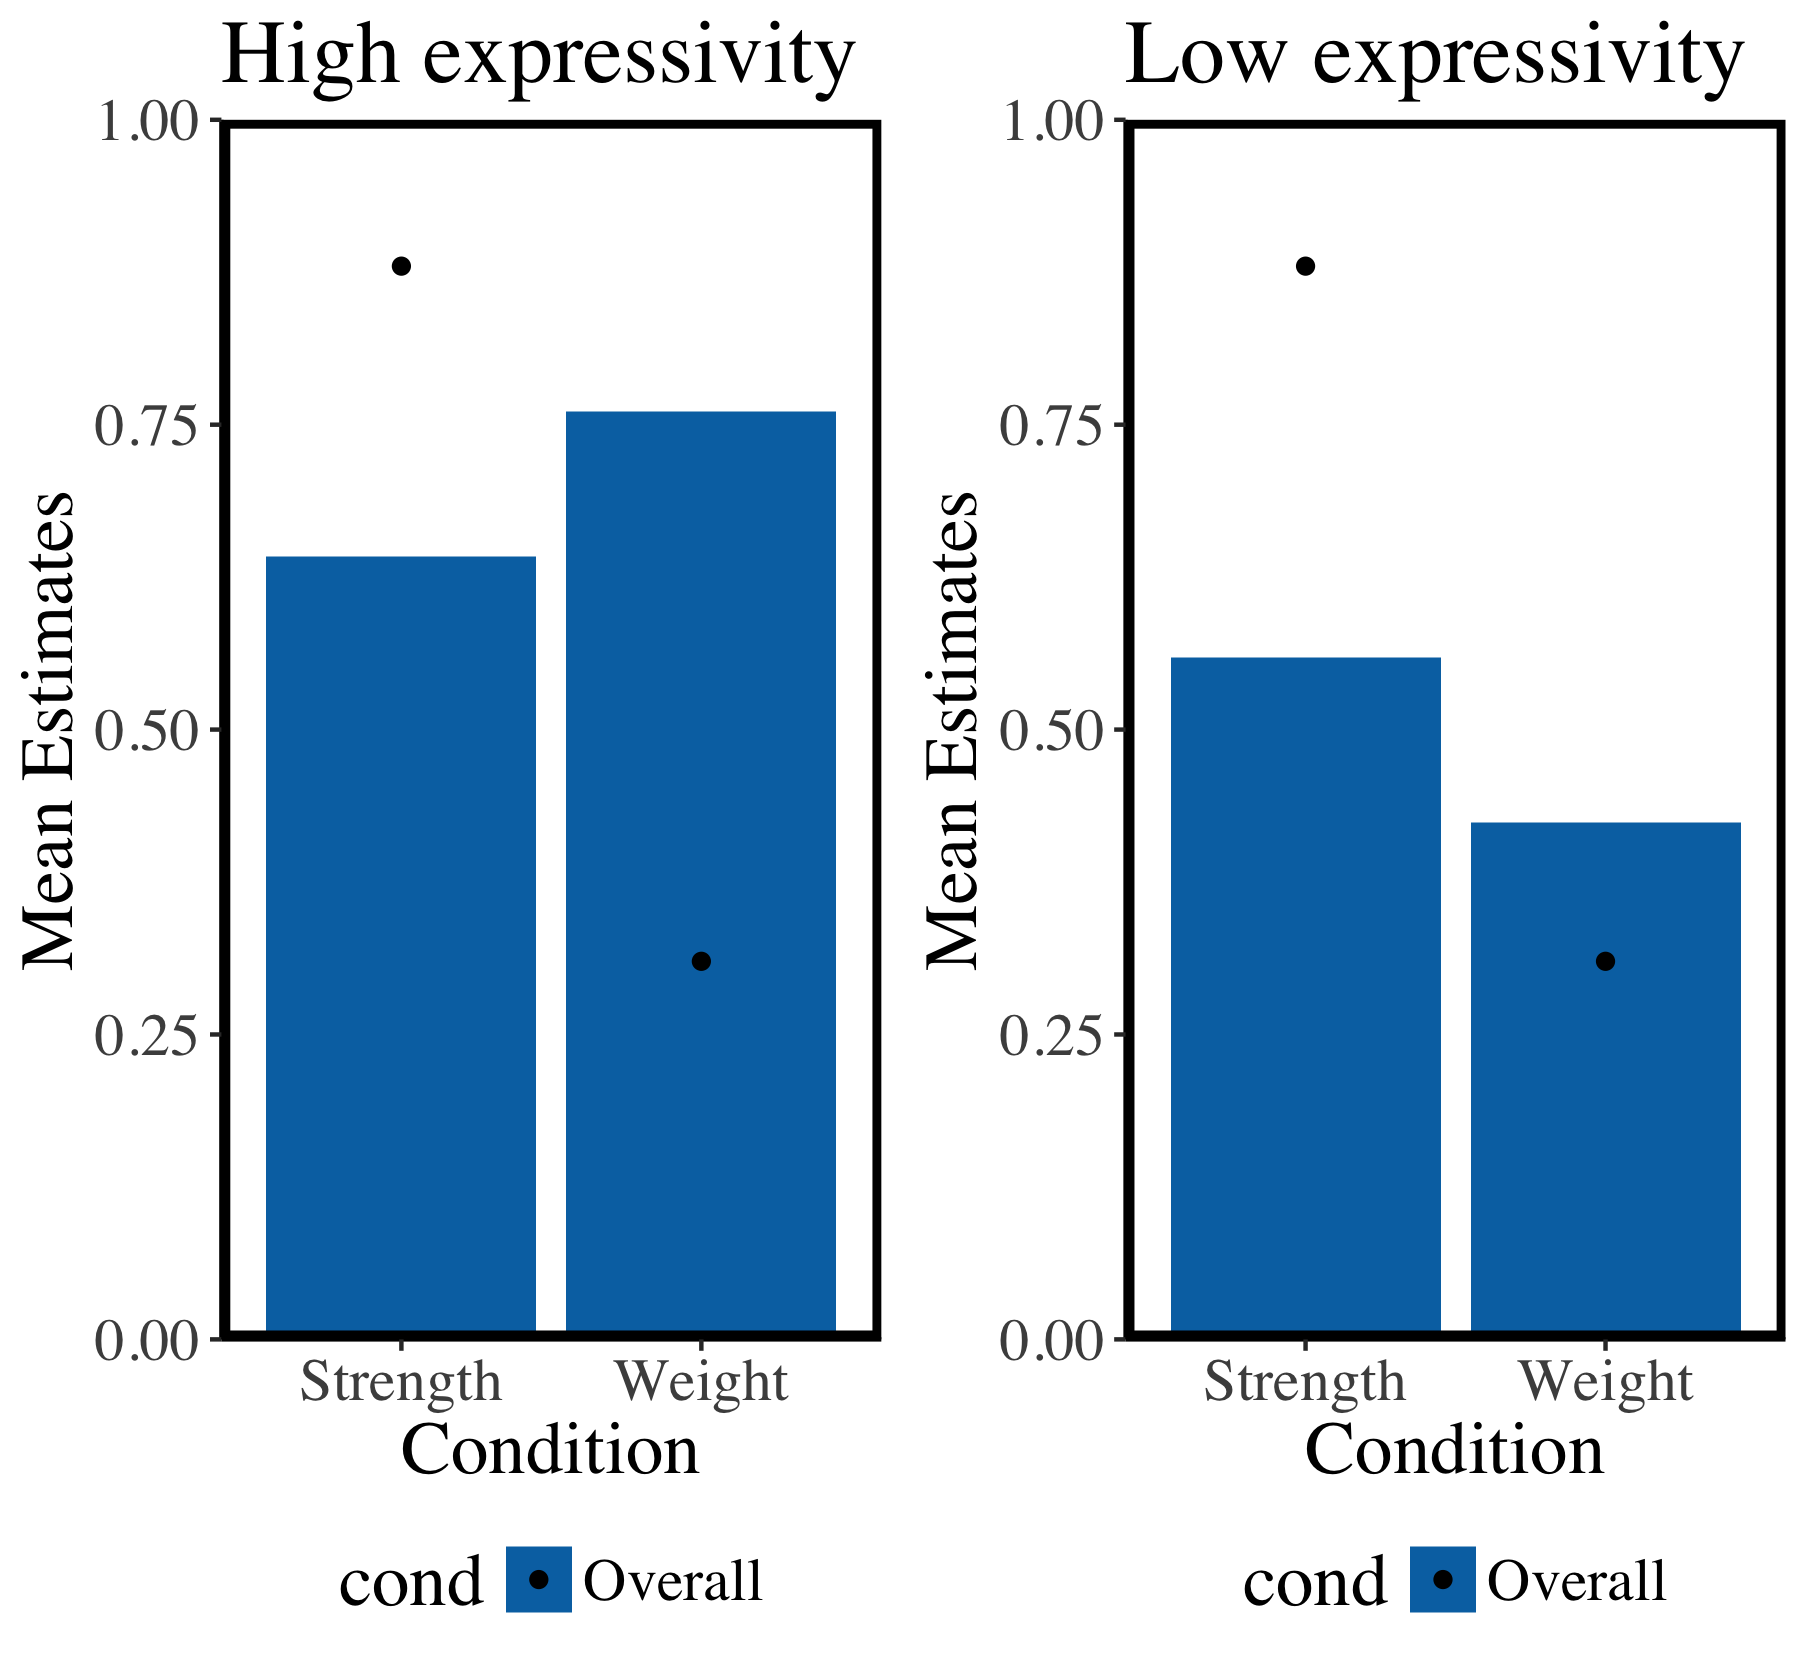 High expressivity
1.00
0.75
0.50
0.25
0.00
Mean Estimates
Strength Weight
Condition
cond Overall
Low expressivity
1.00
0.75
0.50
0.25
0.00
Mean Estimates
Strength Weight
Condition
cond Overall